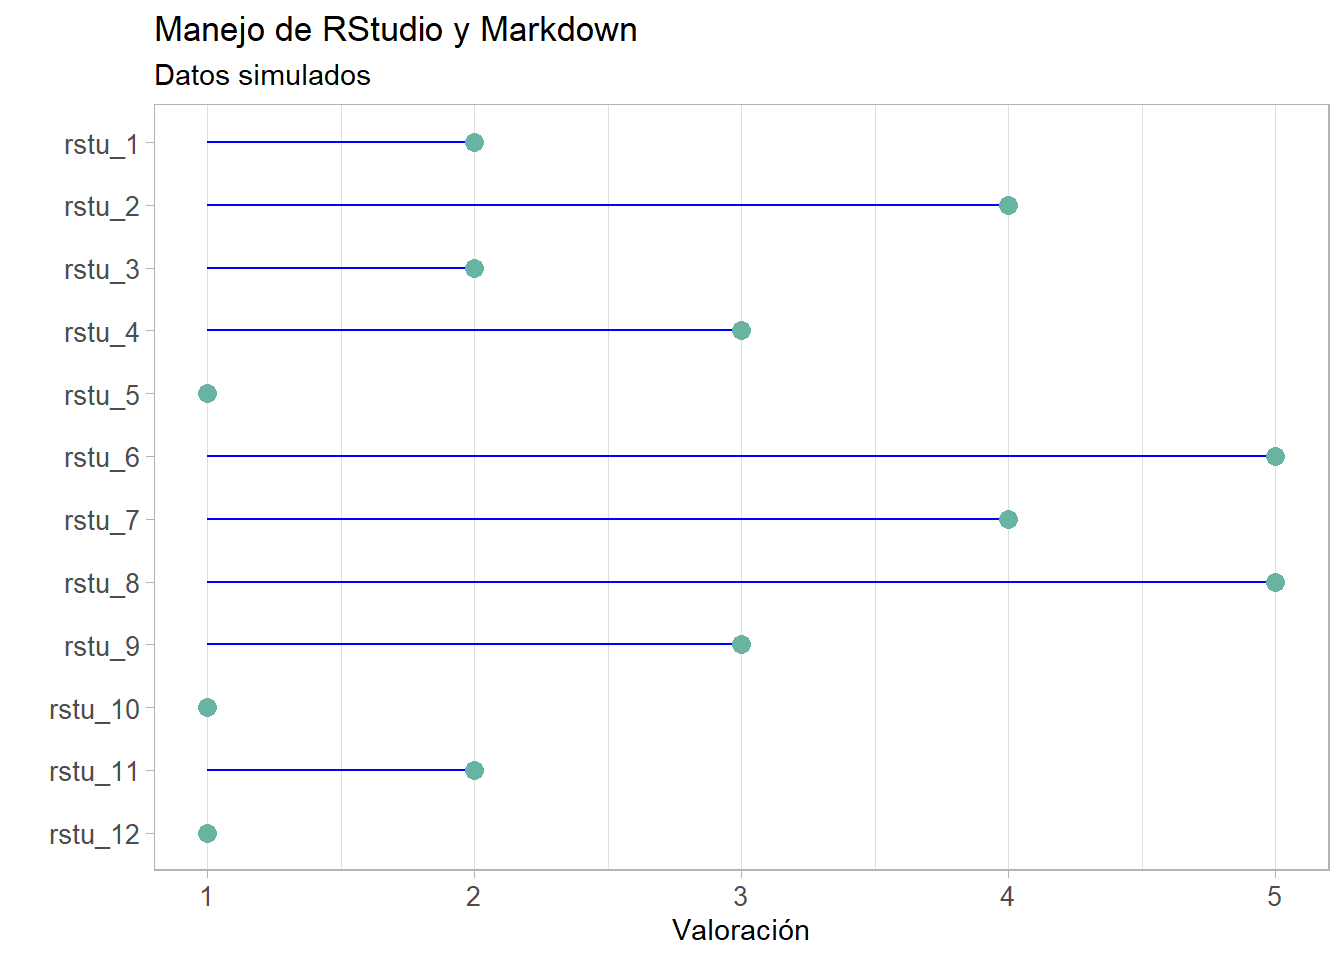 Manejo de RStudio y Markdown
Datos simulados
rstu_1
rstu_2
rstu_3
rstu_4
rstu_5
rstu_6
rstu_7
rstu_8
rstu_9
rstu_10
rstu_11
rstu_12
1 2 3 4 5
Valoración